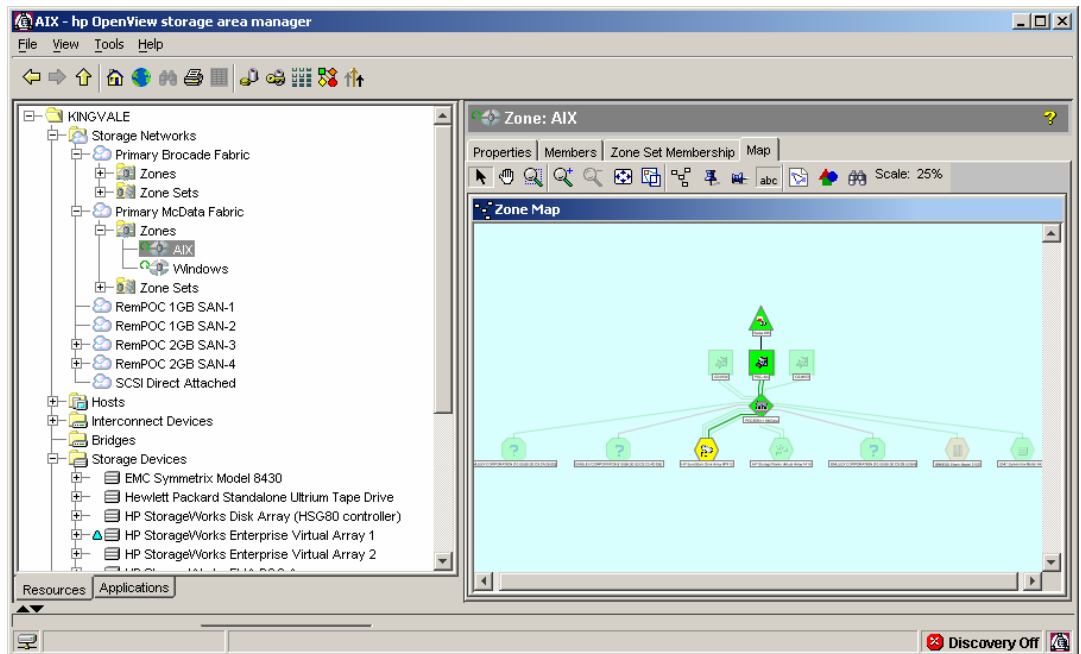 AIX - hp OpenView storage area manager
File View Tools Help
KINGVALE
Storage Networks
Primary Brocade Fabric
Zones
Zone Sets
Primary McData Fabric
Zones
AIX
Windows
Zone Sets
RemPOC 1GB SAN-1
RemPOC 1GB SAN-2
RemPOC 2GB SAN-3
RemPOC 2GB SAN-4
SCSI Direct Attached
Hosts
Interconnect Devices
Bridges
Storage Devices
EMC Symmetrix Model 8430
Hewlett Packard Standalone Ultrium Tape Drive
HP StorageWorks Disk Array (HSG80 controller)
HP StorageWorks Enterprise Virtual Array 1
HP StorageWorks Enterprise Virtual Array 2
Resources Applications
Zone: AIX
?
Properties Members Zone Set Membership Map
abc Scale: 25%
Zone Map
? ? ?
Discovery Off